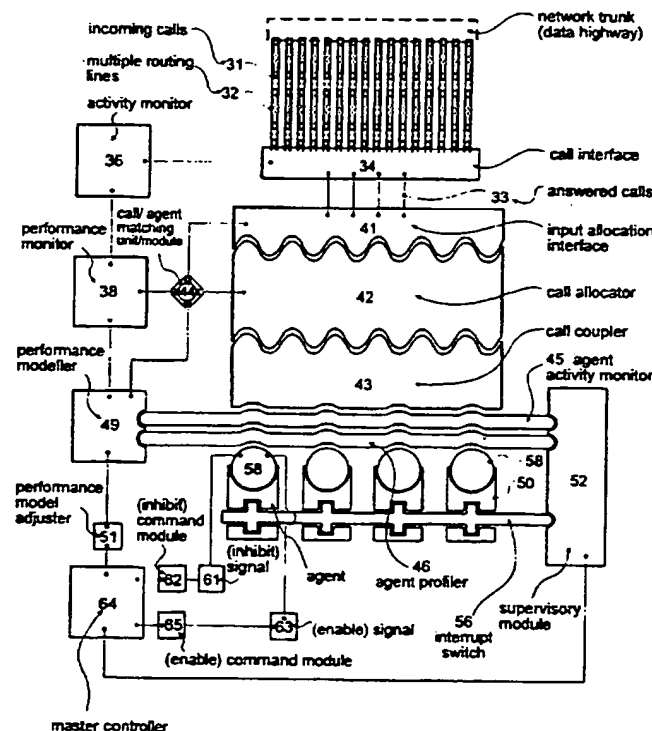 network trunk
(data highway)
incoming calls
31
multiple routing
lines
32
activity monitor
36
34
call interface
33
answered calls
call/agent
matching
unit/module
41
input allocation
interface
performance
monitor
38
44
42
call allocator
call coupler
performance
modeller
43
45 agent
activity monitor
49
58
58
50
52
performance
model
adjuster
(inhibit)
command
module
(inhibit)
signal
51
62
61
agent
46
agent profiler
supervisory
module
64
65
63
(enable) signal
56
interrupt
switch
(enable) command module
master controller